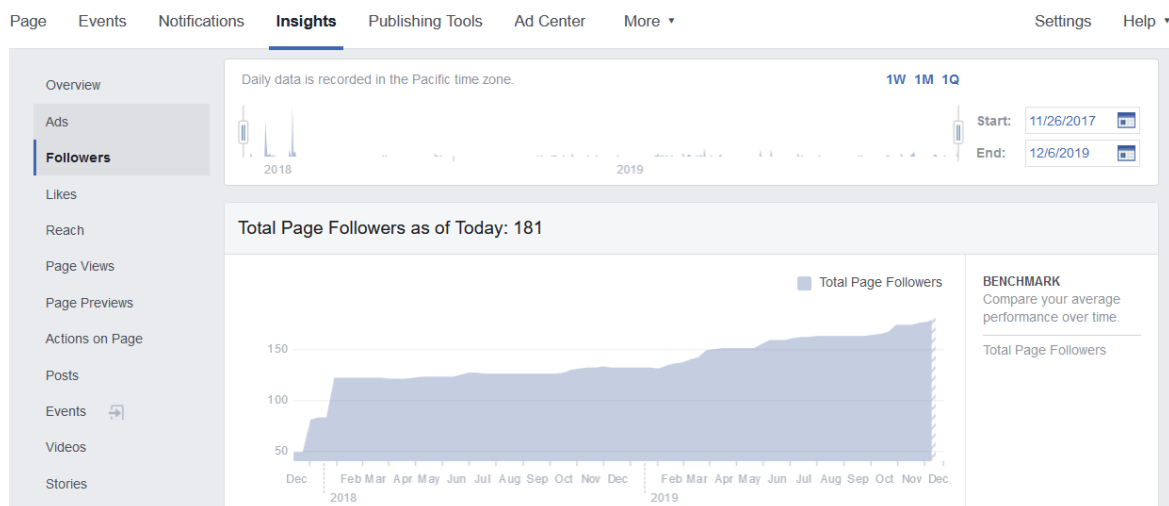 Page Events Notifications Insights Publishing Tools Ad Center More Settings Help
Overview
Ads
Followers
Likes
Reach
Page Views
Page Previews
Actions on Page
Posts
Events
Videos
Stories
Daily data is recorded in the Pacific time zone.
1W 1M 1Q
Start: 11/26/2017
End: 12/6/2019
2018 2019
Total Page Followers as of Today: 181
Total Page Followers
150
100
50
Dec Feb Mar Apr May Jun Jul Aug Sep Oct Nov Dec Feb Mar Apr May Jun Jul Aug Sep Oct Nov Dec
2018 2019
BENCHMARK
Compare your average
performance over time.
Total Page Followers